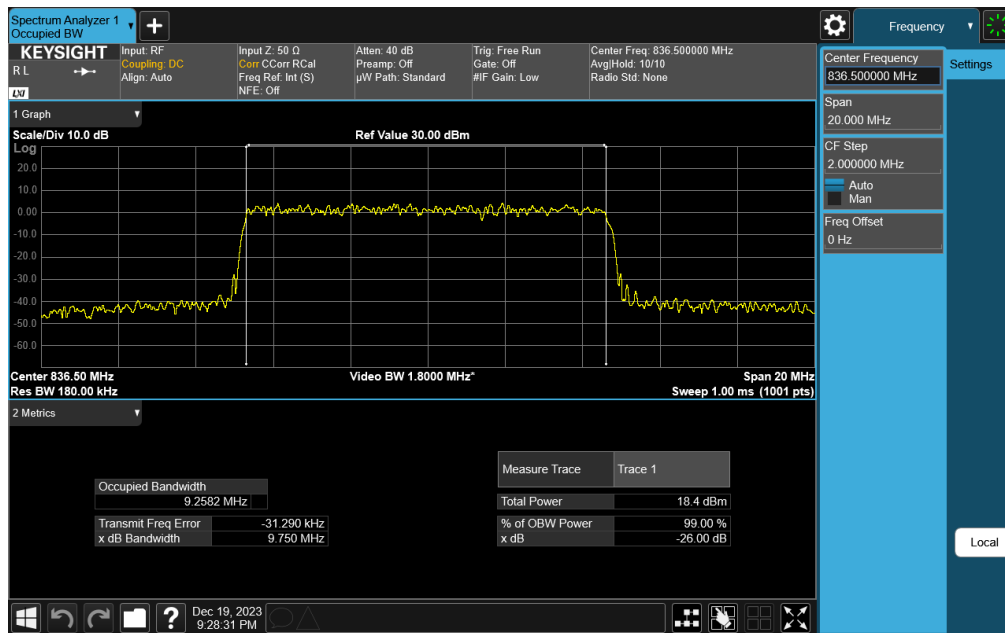 Spectrum Analyzer 1
Occupied BW
Frequency
KEYSIGHT
R L
LXI
Input: RF
Coupling: DC
Align: Auto
Input Z: 50 Ω
Corr CCorr RCal
Freq Ref: Int (S)
NFE: Off
Atten: 40 dB
Preamp: Off
µW Path: Standard
Trig: Free Run
Gate: Off
#IF Gain: Low
Center Freq: 836.500000 MHz
Avg|Hold: 10/10
Radio Std: None
Center Frequency
836.500000 MHz
Settings
Span
20.000 MHz
CF Step
2.000000 MHz
Auto
Man
Freq Offset
0 Hz
Local
1 Graph
Scale/Div 10.0 dB
Ref Value 30.00 dBm
Log
20.0
10.0
0.00
-10.0
-20.0
-30.0
-40.0
-50.0
-60.0
Center 836.50 MHz
Video BW 1.8000 MHz*
Span 20 MHz
Res BW 180.00 kHz
Sweep 1.00 ms (1001 pts)
2 Metrics
Occupied Bandwidth
9.2582 MHz
Transmit Freq Error -31.290 kHz
x dB Bandwidth 9.750 MHz
Measure Trace Trace 1
Total Power 18.4 dBm
% of OBW Power 99.00 %
x dB -26.00 dB
?
Dec 19, 2023
9:28:31 PM